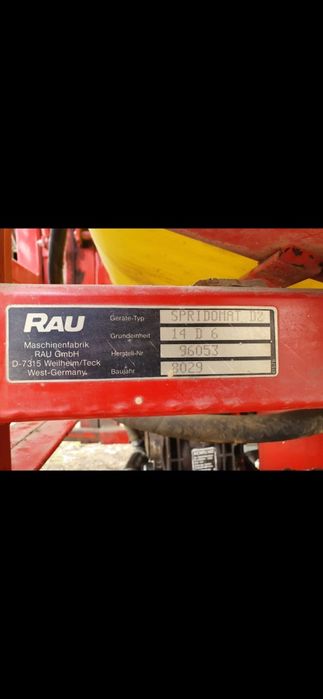 RAU
Maschinenfabrik
RAU GmbH
D-7315 Weilheim/Teck
West-Germany
Geräte-Typ SPRIDOMAT D2
Grundeinheit 14 D 6
Herstell-Nr 96053
Baujahr 8029